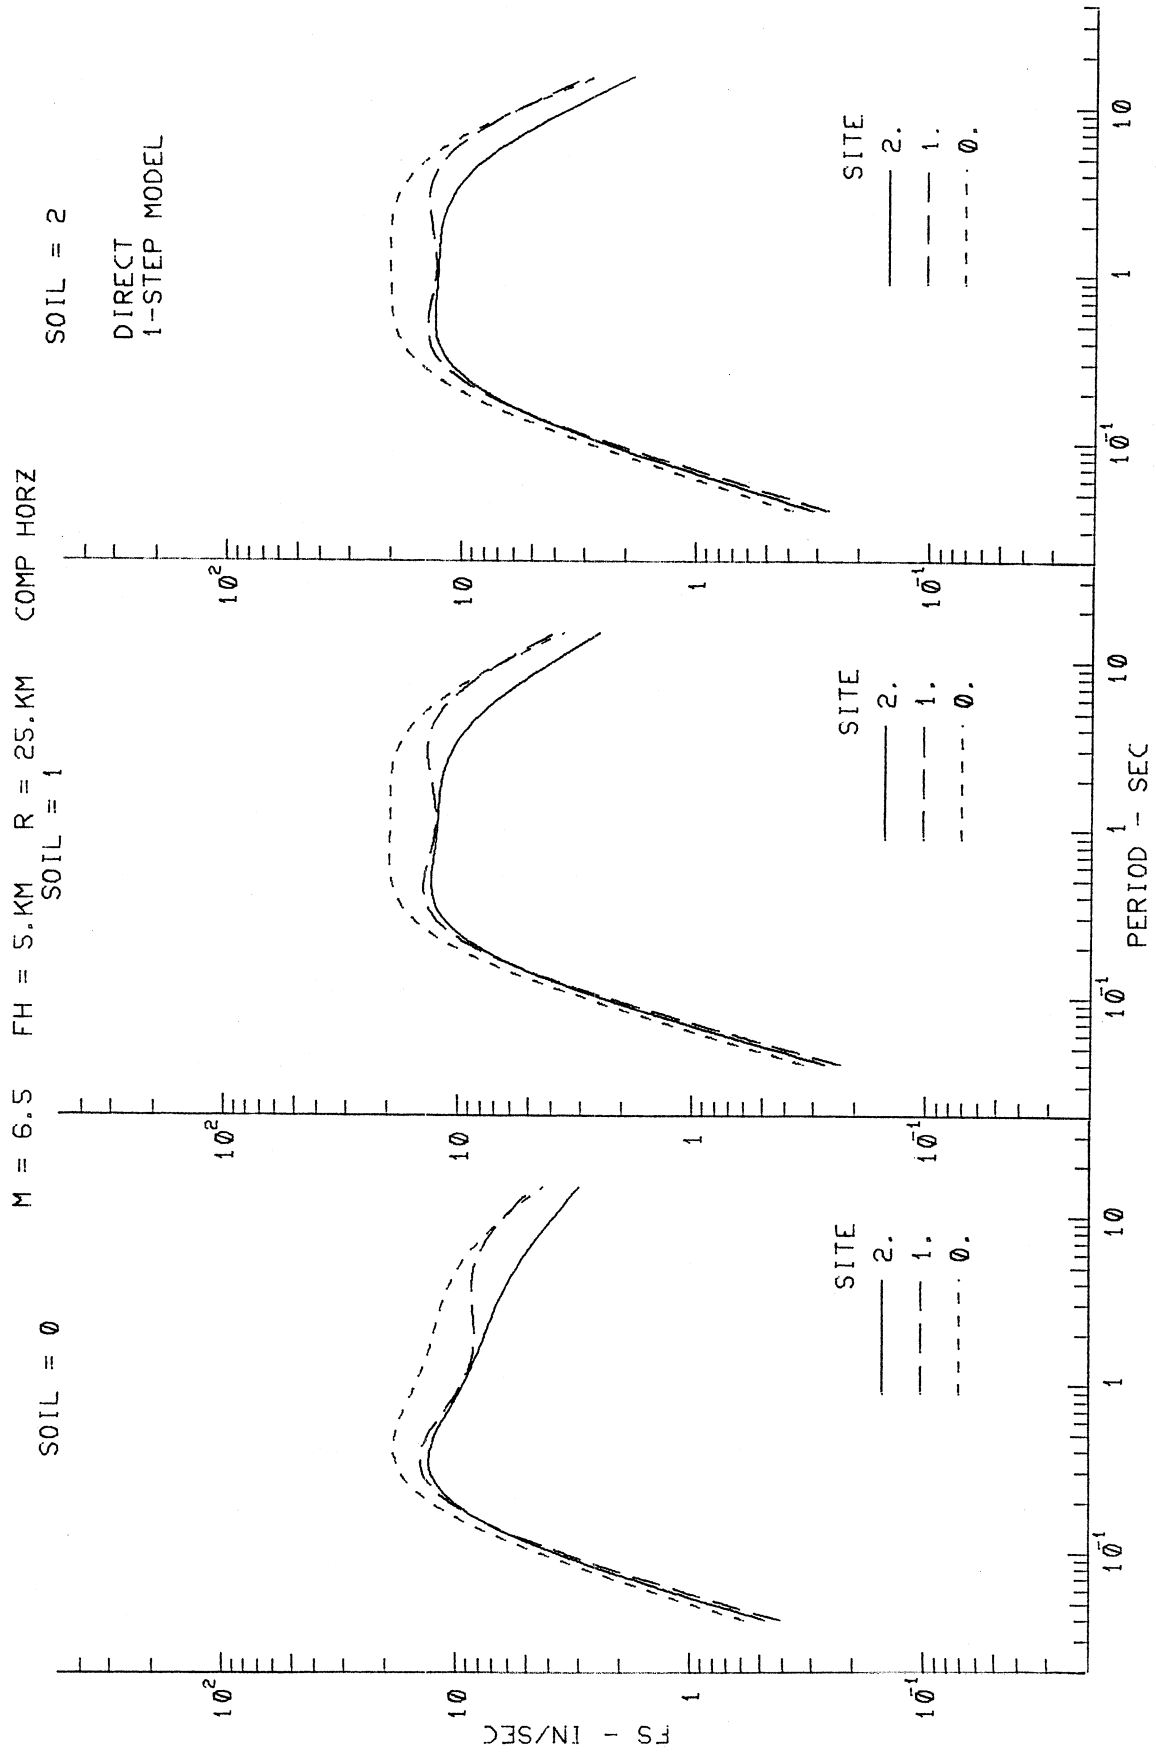 M = 6.5 FH = 5.KM R = 25.KM COMP HORZ
SOIL = 0
SOIL = 1
SOIL = 2
DIRECT
1-STEP MODEL
FS - IN/SEC
10²
10
1
10⁻¹
SITE
2.
1.
0.
10⁻¹
1
10
10²
10
1
10⁻¹
SITE
2.
1.
0.
10⁻¹
1
10
10²
10
1
10⁻¹
SITE
2.
1.
0.
10⁻¹
1
10
PERIOD - SEC